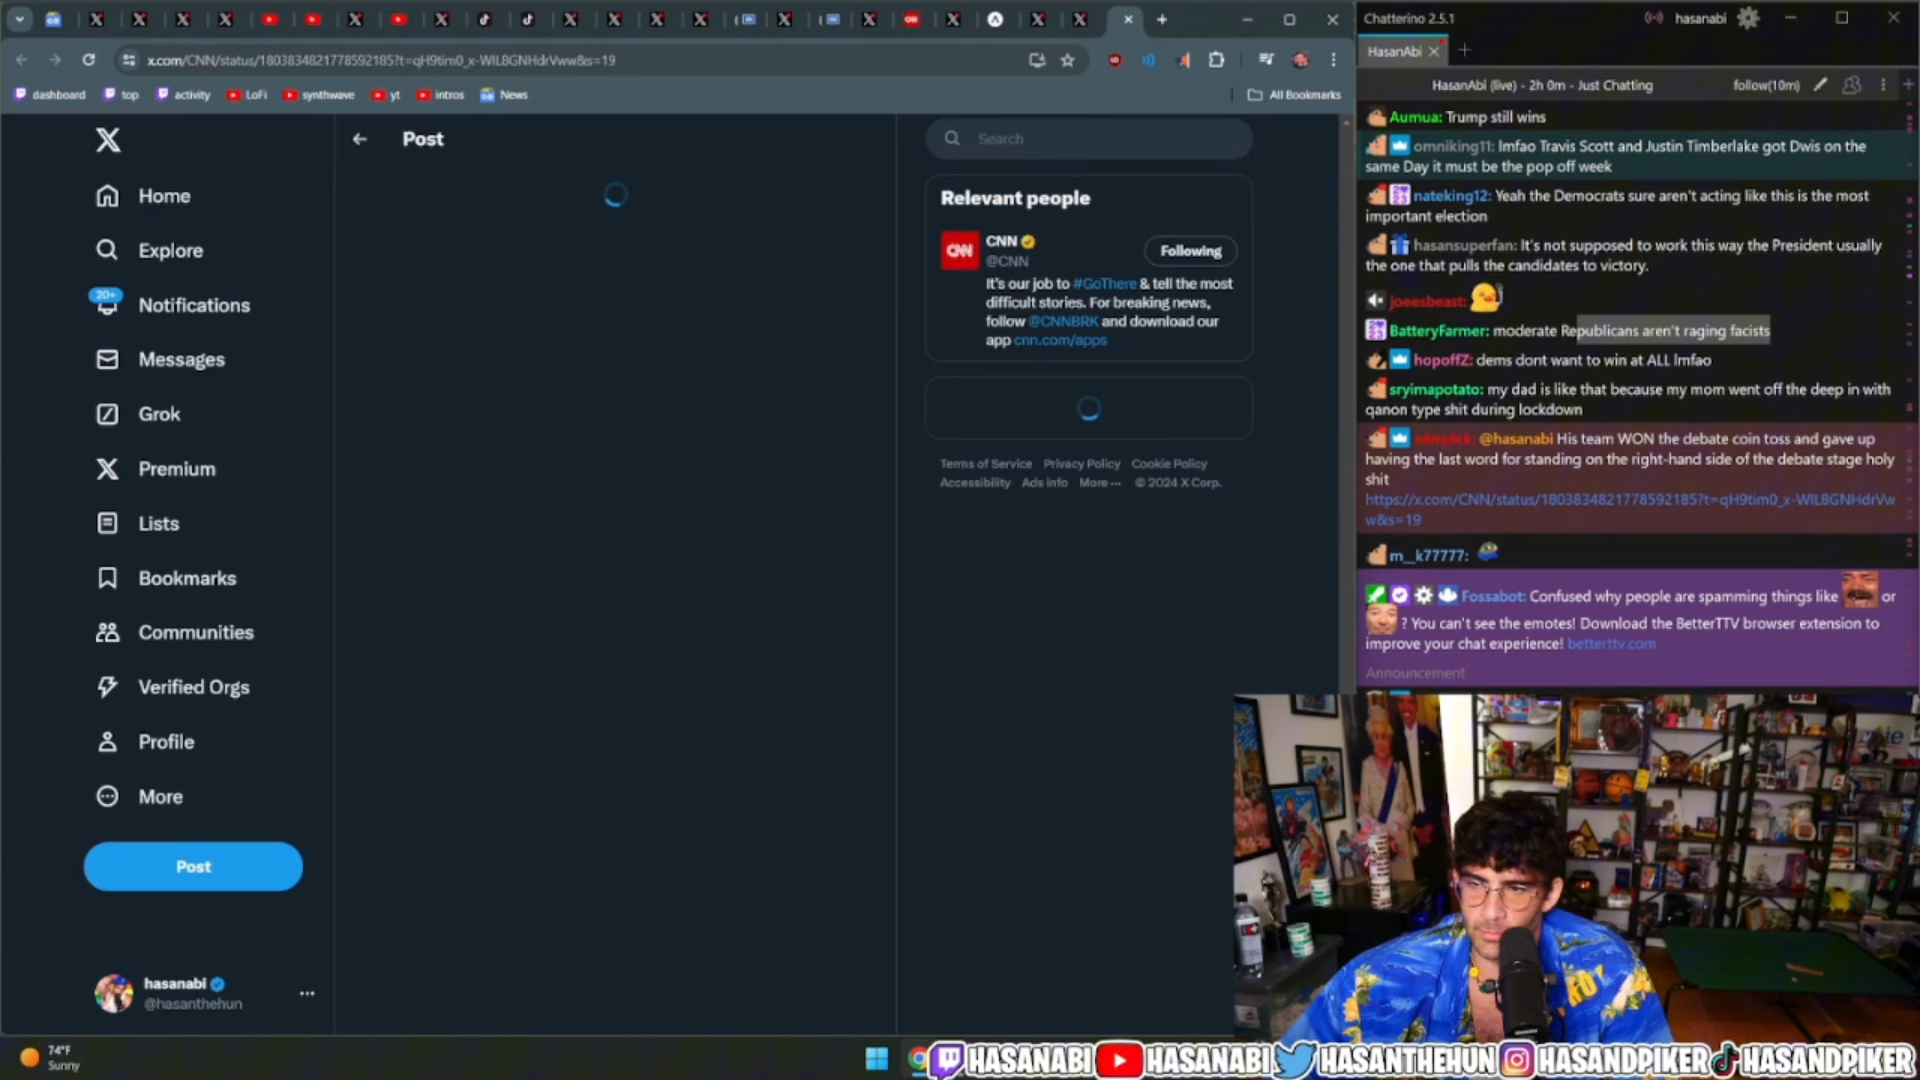 x.com/CNN/status/1803834821778592185?t=qH9tim0_x-WIL8GNHdrVww&s=19
dashboard
top
activity
LoFi
synthwave
yt
intros
News
All Bookmarks
Home
Explore
20+
Notifications
Messages
Grok
Premium
Lists
Bookmarks
Communities
Verified Orgs
Profile
More
Post
hasanabi
@hasanthehun
Post
Search
Relevant people
CNN
CNN
@CNN
Following
It's our job to #GoThere & tell the most
difficult stories. For breaking news,
follow @CNNBRK and download our
app cnn.com/apps
Terms of Service Privacy Policy Cookie Policy
Accessibility Ads info More ··· © 2024 X Corp.
Chatterino 2.5.1
hasanabi
HasanAbi
HasanAbi (live) - 2h 0m - Just Chatting
follow(10m)
Aumua: Trump still wins
omniking11: lmfao Travis Scott and Justin Timberlake got Dwis on the
same Day it must be the pop off week
nateking12: Yeah the Democrats sure aren't acting like this is the most
important election
hasansuperfan: It's not supposed to work this way the President usually
the one that pulls the candidates to victory.
joeesbeast:
BatteryFarmer: moderate Republicans aren't raging facists
hopoffZ: dems dont want to win at ALL lmfao
sryimapotato: my dad is like that because my mom went off the deep in with
qanon type shit during lockdown
@hasanabi His team WON the debate coin toss and gave up
having the last word for standing on the right-hand side of the debate stage holy
shit
https://x.com/CNN/status/1803834821778592185?t=qH9tim0_x-WIL8GNHdrVw
w&s=19
m__k77777:
Fossabot: Confused why people are spamming things like or
? You can't see the emotes! Download the BetterTTV browser extension to
improve your chat experience! betterttv.com
Announcement
74°F
Sunny
HASANABI
HASANABI
HASANTHEHUN
HASANDPIKER
HASANDPIKER